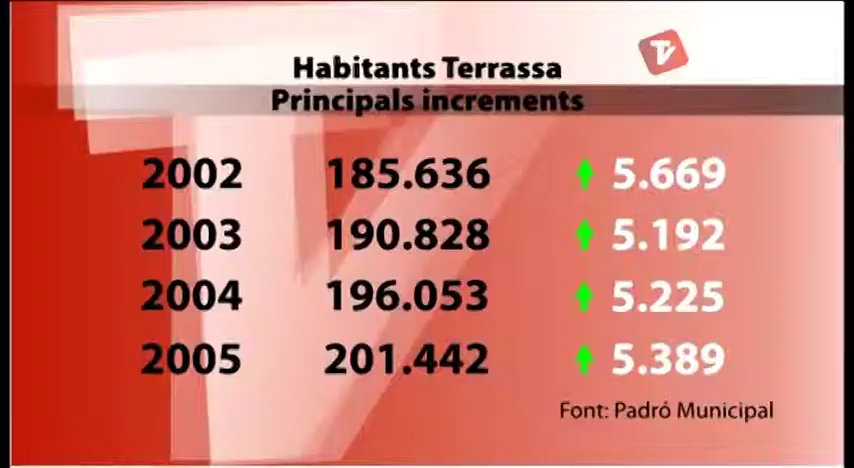 TV
Habitants Terrassa
Principals increments
2002 185.636 5.669
2003 190.828 5.192
2004 196.053 5.225
2005 201.442 5.389
Font: Padró Municipal